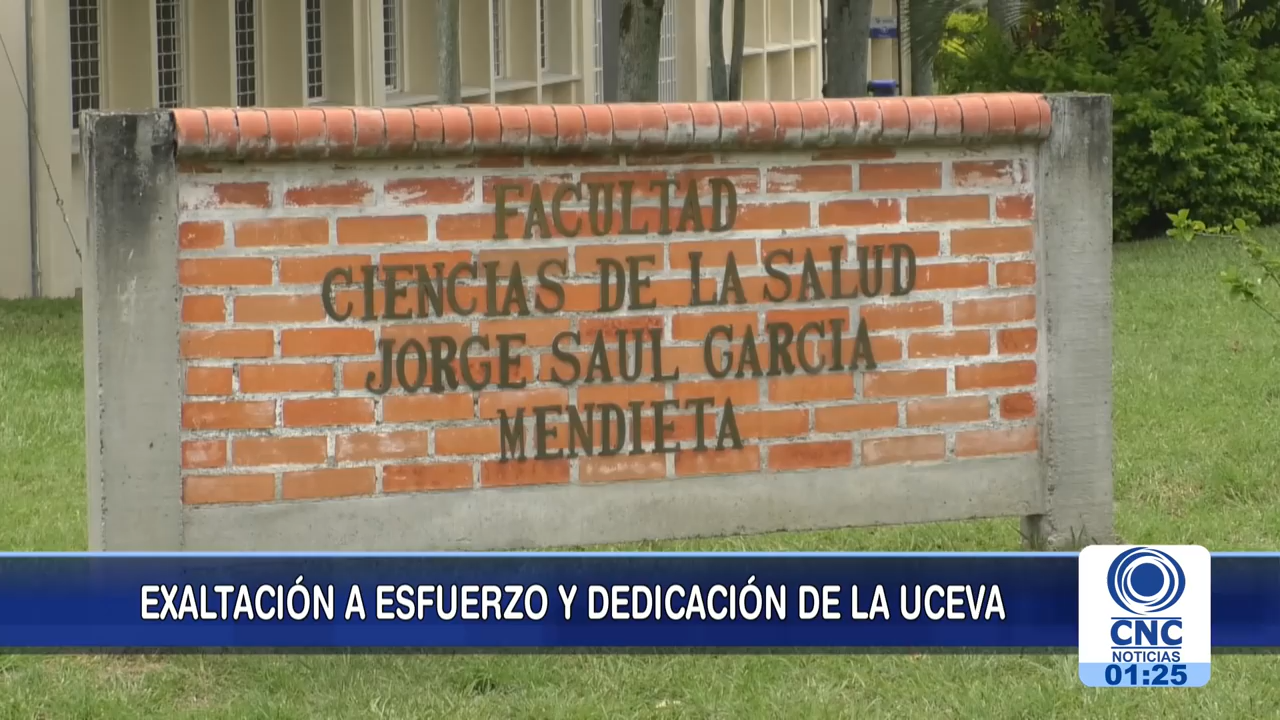 FACULTAD
CIENCIAS DE LA SALUD
JORGE SAUL GARCIA
MENDIETA
EXALTACIÓN A ESFUERZO Y DEDICACIÓN DE LA UCEVA
CNC
NOTICIAS
01:25